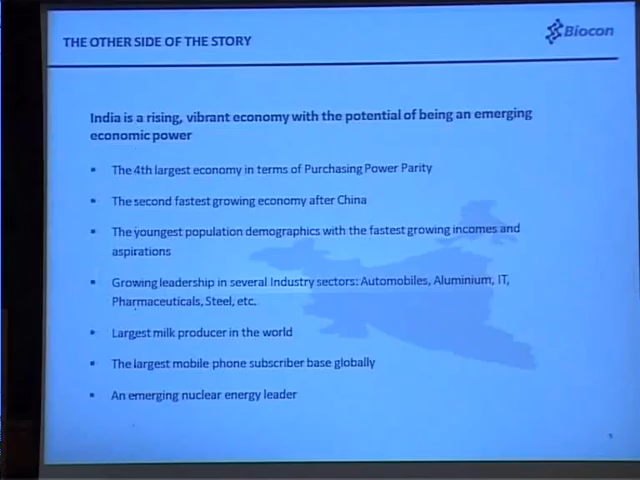 THE OTHER SIDE OF THE STORY
Biocon
India is a rising, vibrant economy with the potential of being an emerging
economic power
▪ The 4th largest economy in terms of Purchasing Power Parity
▪ The second fastest growing economy after China
▪ The youngest population demographics with the fastest growing incomes and
aspirations
▪ Growing leadership in several Industry sectors: Automobiles, Aluminium, IT,
Pharmaceuticals, Steel, etc.
▪ Largest milk producer in the world
▪ The largest mobile phone subscriber base globally
▪ An emerging nuclear energy leader